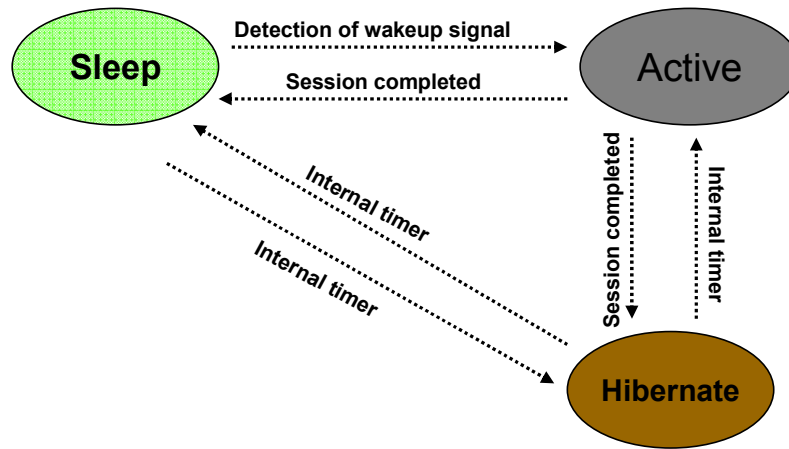 Detection of wakeup signal
Sleep
Active
Session completed
Internal timer
Internal timer
Session completed
Internal timer
Hibernate